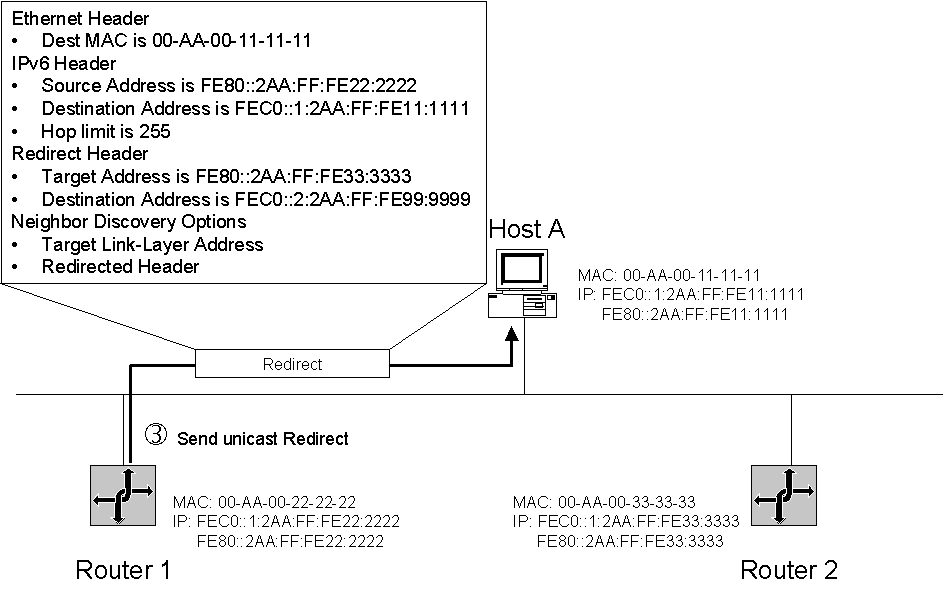 Ethernet Header
• Dest MAC is 00-AA-00-11-11-11
IPv6 Header
• Source Address is FE80::2AA:FF:FE22:2222
• Destination Address is FEC0::1:2AA:FF:FE11:1111
• Hop limit is 255
Redirect Header
• Target Address is FE80::2AA:FF:FE33:3333
• Destination Address is FEC0::2:2AA:FF:FE99:9999
Neighbor Discovery Options
• Target Link-Layer Address
• Redirected Header
Host A
MAC: 00-AA-00-11-11-11
IP: FEC0::1:2AA:FF:FE11:1111
FE80::2AA:FF:FE11:1111
Redirect
③ Send unicast Redirect
MAC: 00-AA-00-22-22-22
IP: FEC0::1:2AA:FF:FE22:2222
FE80::2AA:FF:FE22:2222
Router 1
MAC: 00-AA-00-33-33-33
IP: FEC0::1:2AA:FF:FE33:3333
FE80::2AA:FF:FE33:3333
Router 2